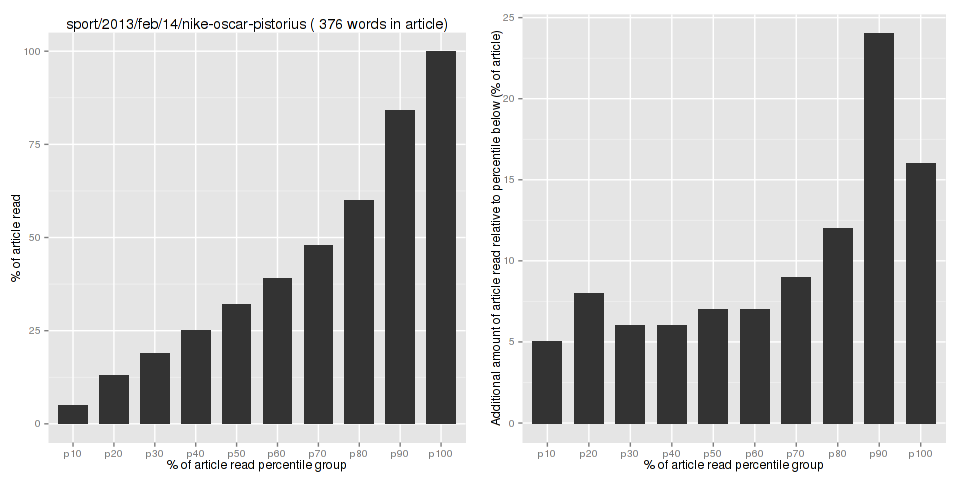 sport/2013/feb/14/nike-oscar-pistorius ( 376 words in article)
% of article read
100
75
50
25
0
p10 p20 p30 p40 p50 p60 p70 p80 p90 p100
% of article read percentile group
Additional amount of article read relative to percentile below (% of article)
25
20
15
10
5
0
p10 p20 p30 p40 p50 p60 p70 p80 p90 p100
% of article read percentile group